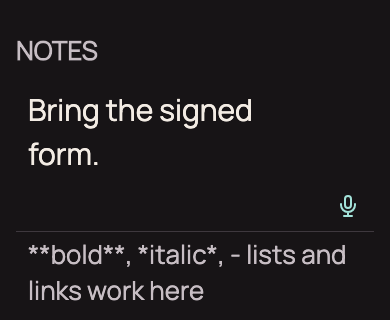 NOTES
Bring the signed
form.
**bold**, *italic*, - lists and
links work here